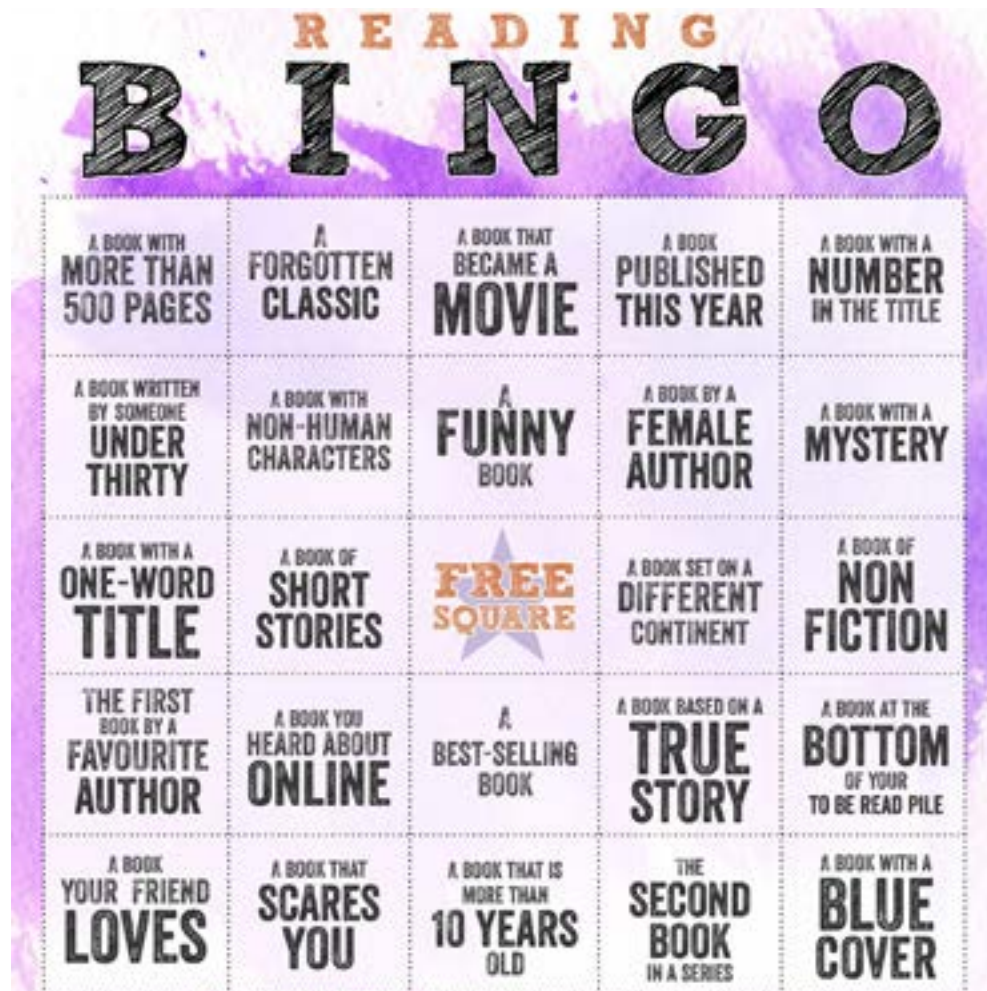 READING
BINGO
A BOOK WITH
MORE THAN
500 PAGES
A
FORGOTTEN
CLASSIC
A BOOK THAT
BECAME A
MOVIE
A BOOK
PUBLISHED
THIS YEAR
A BOOK WITH A
NUMBER
IN THE TITLE
A BOOK WRITTEN
BY SOMEONE
UNDER
THIRTY
A BOOK WITH
NON-HUMAN
CHARACTERS
A
FUNNY
BOOK
A BOOK BY A
FEMALE
AUTHOR
A BOOK WITH A
MYSTERY
A BOOK WITH A
ONE-WORD
TITLE
A BOOK OF
SHORT
STORIES
FREE
SQUARE
A BOOK SET ON A
DIFFERENT
CONTINENT
A BOOK OF
NON
FICTION
THE FIRST
BOOK BY A
FAVOURITE
AUTHOR
A BOOK YOU
HEARD ABOUT
ONLINE
A
BEST-SELLING
BOOK
A BOOK BASED ON A
TRUE
STORY
A BOOK AT THE
BOTTOM
OF YOUR
TO BE READ PILE
A BOOK
YOUR FRIEND
LOVES
A BOOK THAT
SCARES
YOU
A BOOK THAT IS
MORE THAN
10 YEARS
OLD
THE
SECOND
BOOK
IN A SERIES
A BOOK WITH A
BLUE
COVER